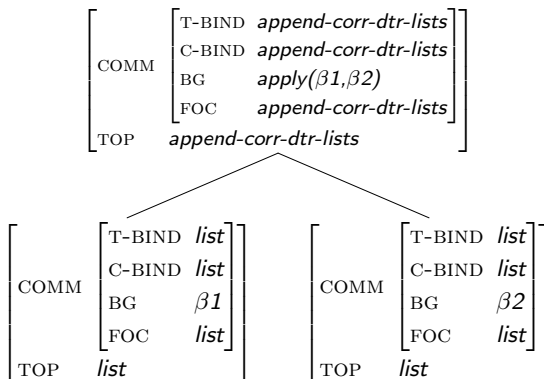 T-BIND append-corr-dtr-lists
C-BIND append-corr-dtr-lists
COMM
BG apply(β1,β2)
FOC append-corr-dtr-lists
TOP append-corr-dtr-lists
T-BIND list
C-BIND list
COMM
BG β1
FOC list
TOP list
T-BIND list
C-BIND list
COMM
BG β2
FOC list
TOP list